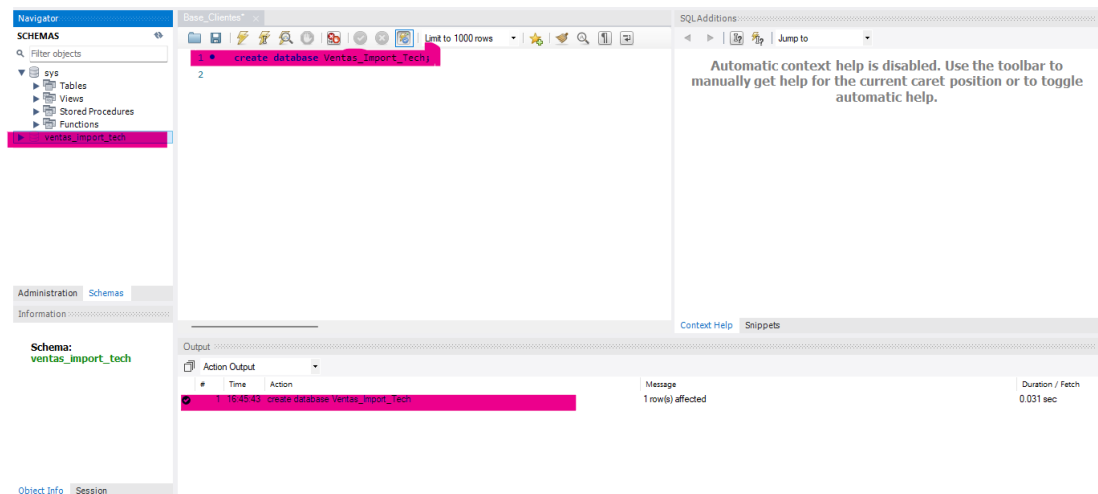 Navigator
SCHEMAS
Filter objects
sys
Tables
Views
Stored Procedures
Functions
ventas_import_tech
Administration Schemas
Information
Schema:
ventas_import_tech
Object Info Session
Base_Clientes*
Limit to 1000 rows
1 create database Ventas_Import_Tech;
2
SQLAdditions
Jump to
Automatic context help is disabled. Use the toolbar to
manually get help for the current caret position or to toggle
automatic help.
Context Help Snippets
Output
Action Output
# Time Action Message Duration / Fetch
1 16:45:43 create database Ventas_Import_Tech 1 row(s) affected 0.031 sec